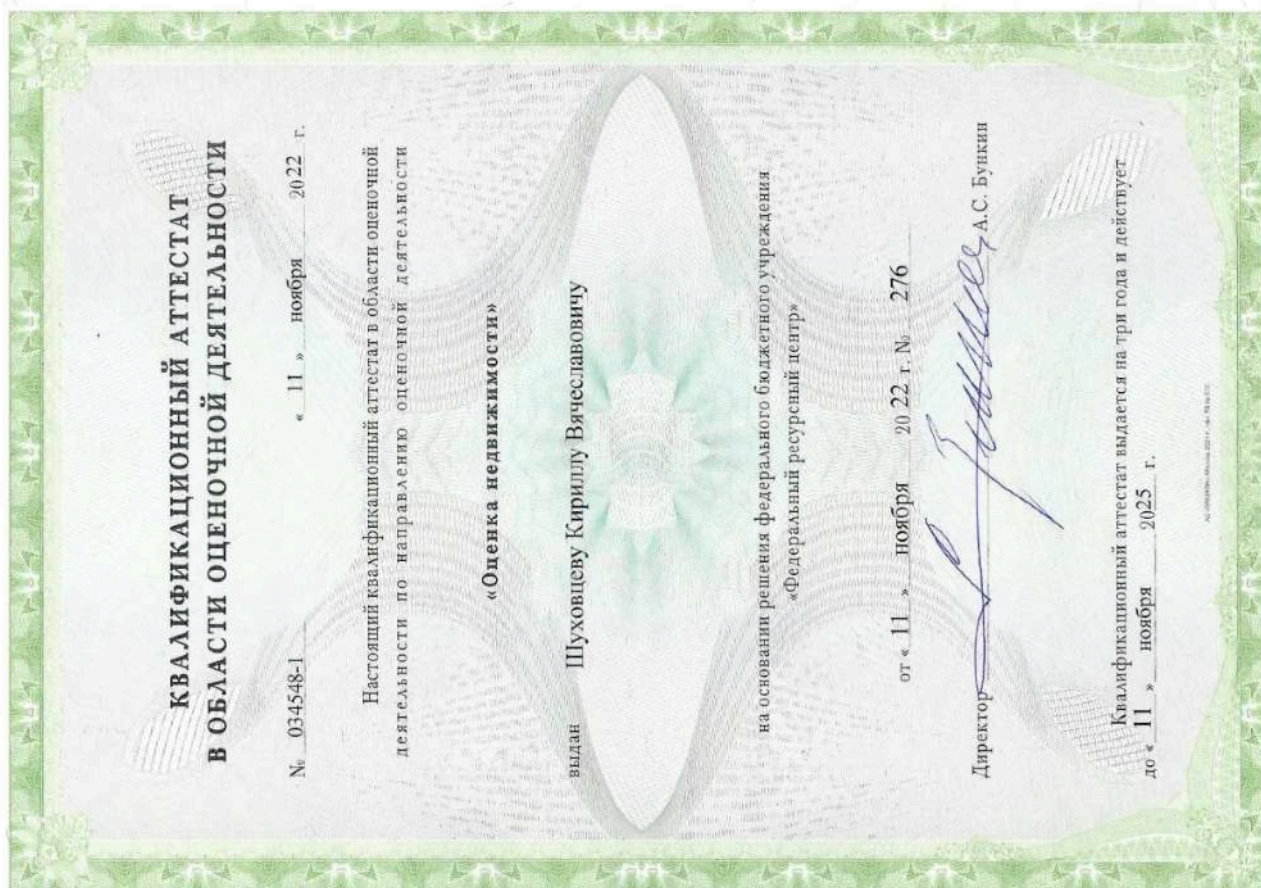 КВАЛИФИКАЦИОННЫЙ АТТЕСТАТ
В ОБЛАСТИ ОЦЕНОЧНОЙ ДЕЯТЕЛЬНОСТИ
№ 034548-1 « 11 » ноября 2022 г.
Настоящий квалификационный аттестат в области оценочной
деятельности по направлению оценочной деятельности
«Оценка недвижимости»
выдан Шуховцеву Кириллу Вячеславовичу
на основании решения федерального бюджетного учреждения
«Федеральный ресурсный центр»
от « 11 » ноября 20 22 г. № 276
Директор А.С. Бункин
Квалификационный аттестат выдается на три года и действует
до « 11 » ноября 2025 г.